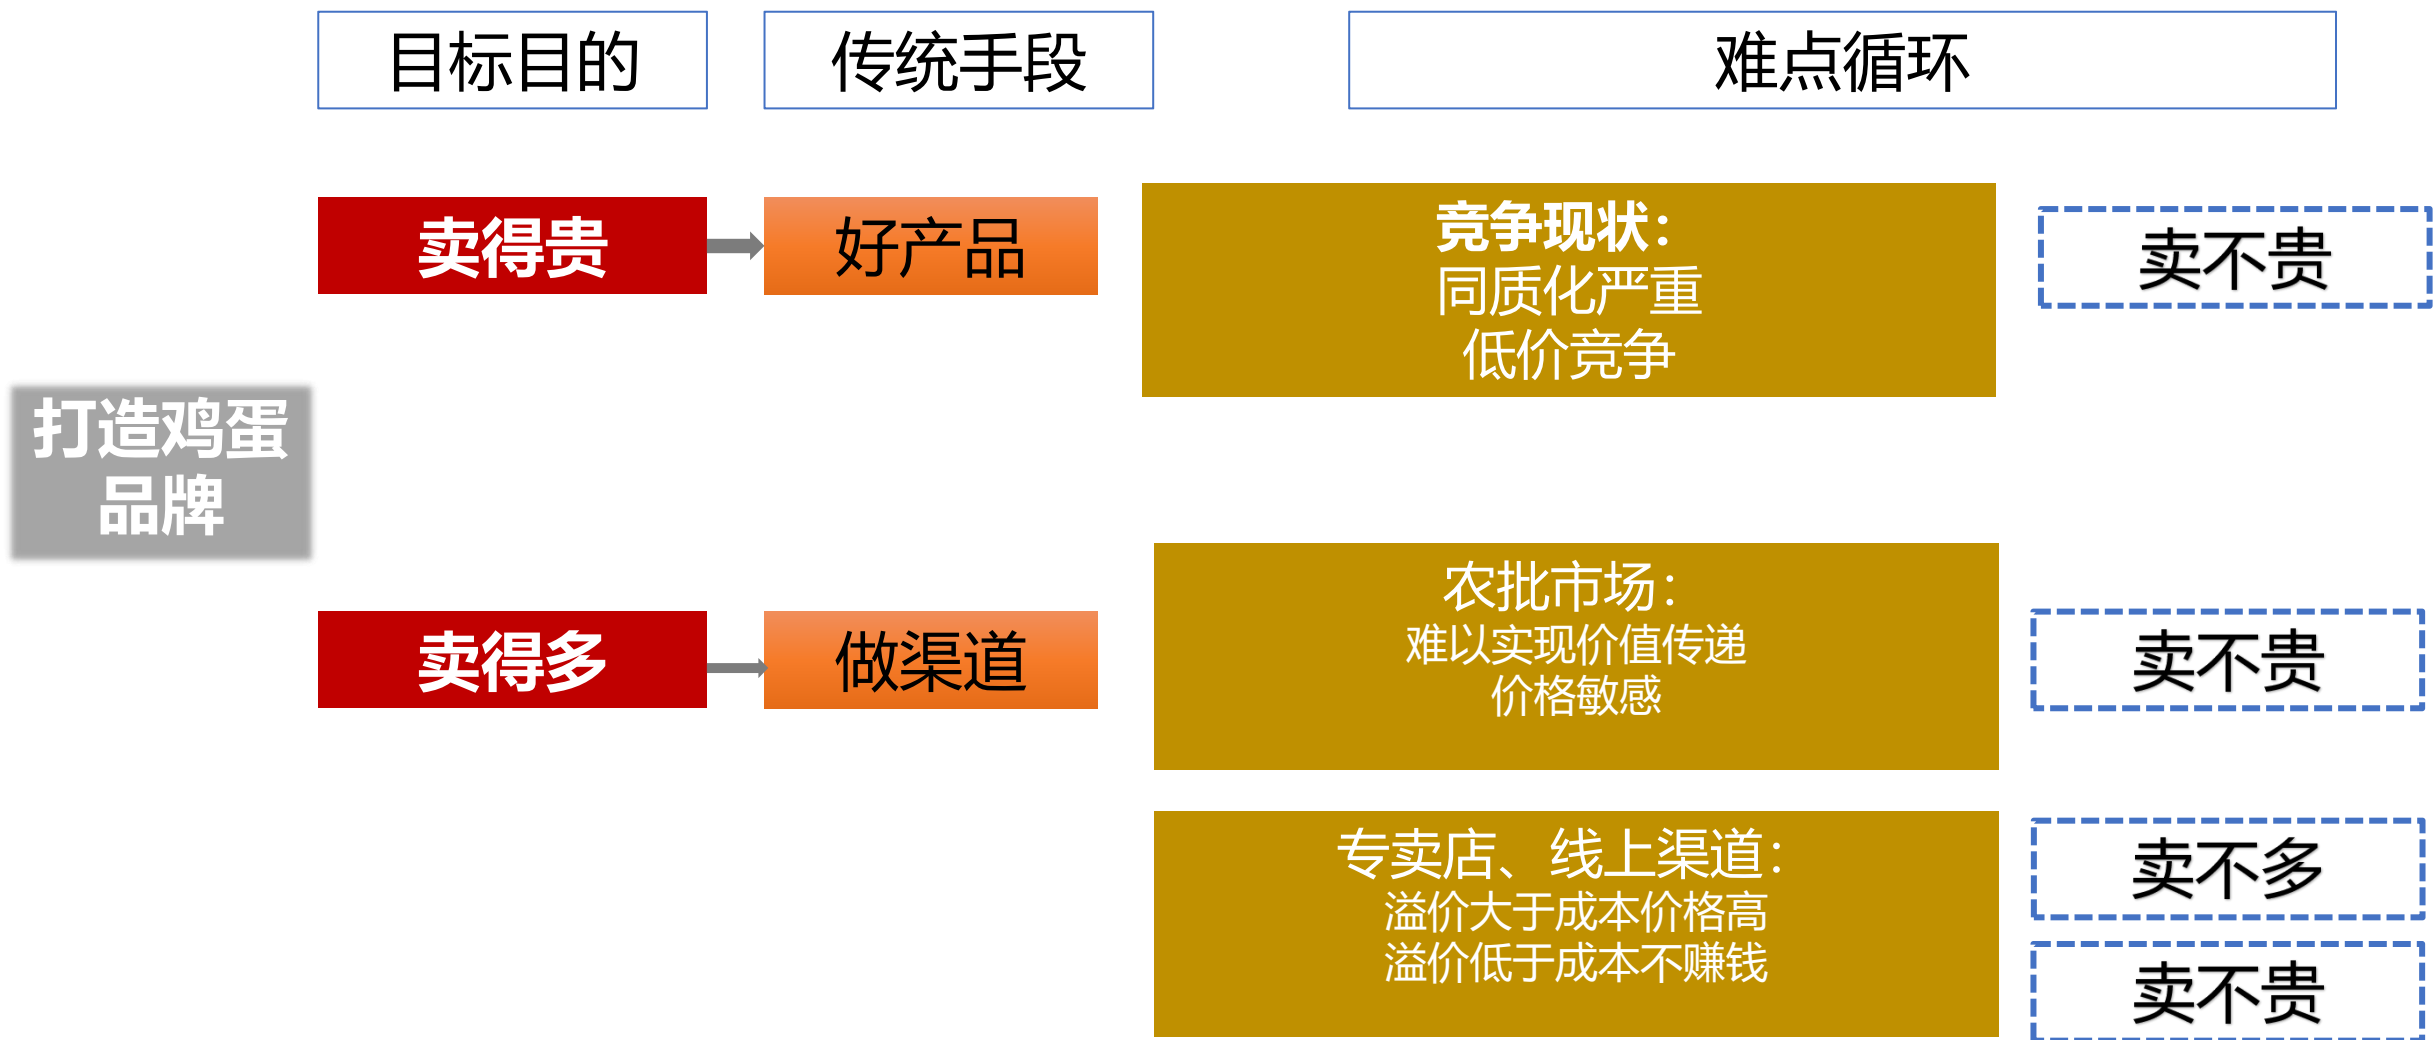 目标目的
传统手段
难点循环
卖得贵
好产品
竞争现状：
同质化严重
低价竞争
卖不贵
打造鸡蛋
品牌
卖得多
做渠道
农批市场：
难以实现价值传递
价格敏感
卖不贵
专卖店、线上渠道：
溢价大于成本价格高
溢价低于成本不赚钱
卖不多
卖不贵